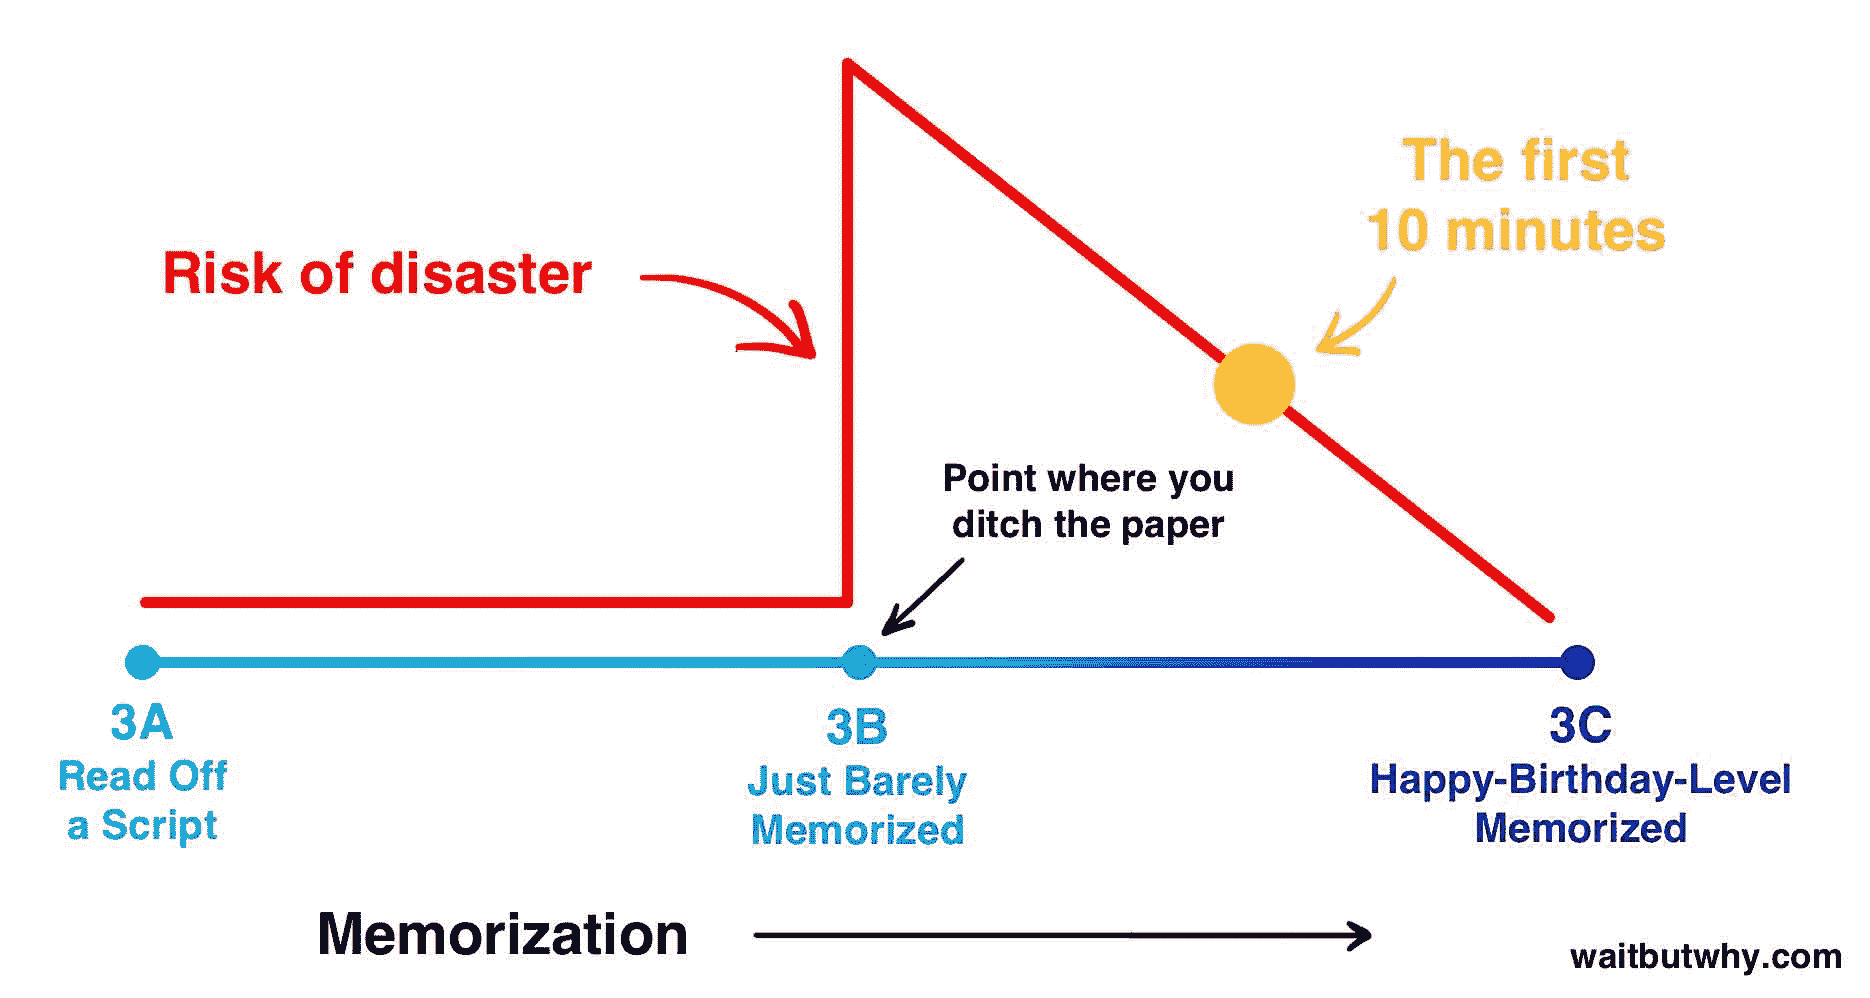 The first
10 minutes
Risk of disaster
Point where you
ditch the paper
3A
Read Off
a Script
3B
Just Barely
Memorized
3C
Happy-Birthday-Level
Memorized
Memorization
waitbutwhy.com